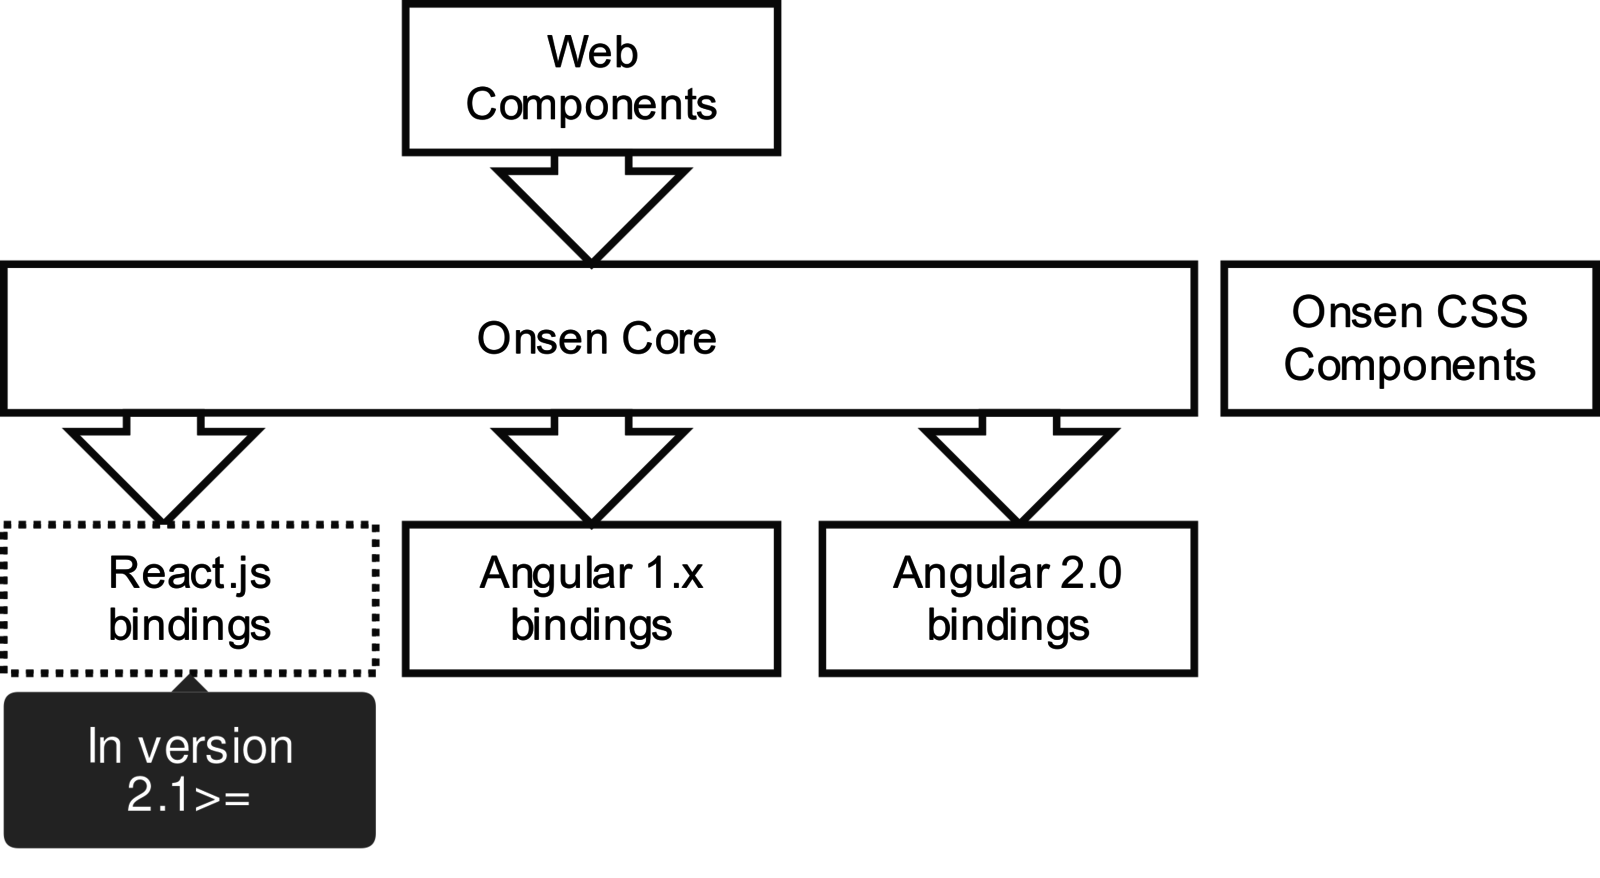 Web
Components
Onsen Core
Onsen CSS
Components
React.js
bindings
Angular 1.x
bindings
Angular 2.0
bindings
In version
2.1>=